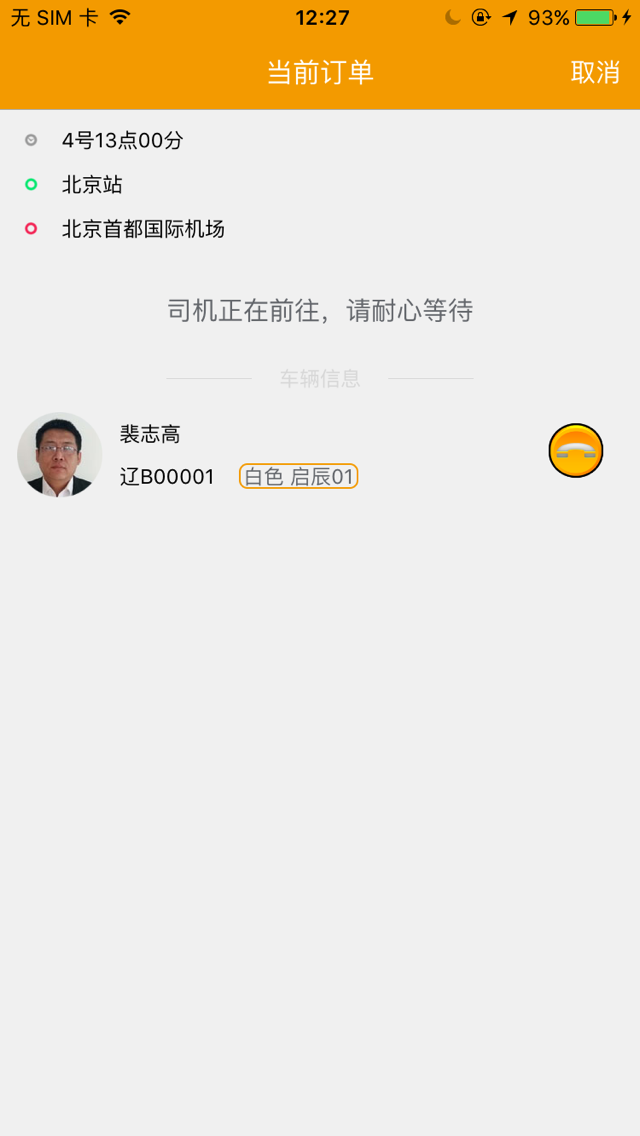 无 SIM 卡 12:27 93%
当前订单 取消
4号13点00分
北京站
北京首都国际机场
司机正在前往，请耐心等待
车辆信息
裴志高
辽B00001 白色 启辰01